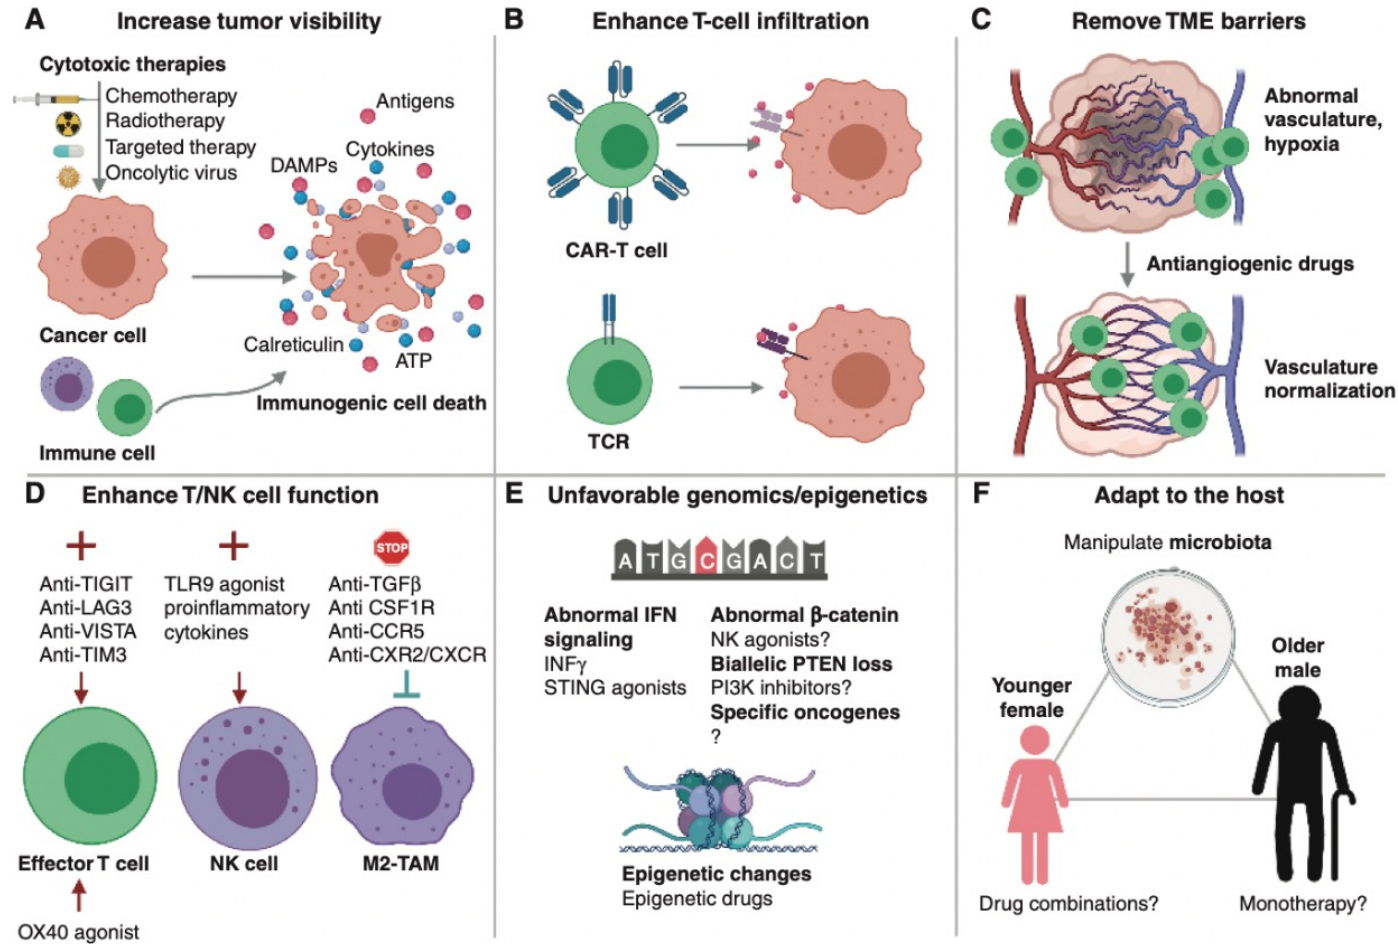 A
Increase tumor visibility
Cytotoxic therapies
Chemotherapy
Radiotherapy
Targeted therapy
Oncolytic virus
Antigens
Cytokines
DAMPs
Cancer cell
Calreticulin
ATP
Immunogenic cell death
Immune cell
B
Enhance T-cell infiltration
CAR-T cell
TCR
C
Remove TME barriers
Abnormal
vasculature,
hypoxia
Antiangiogenic drugs
Vasculature
normalization
D
Enhance T/NK cell function
Anti-TIGIT
Anti-LAG3
Anti-VISTA
Anti-TIM3
TLR9 agonist
proinflammatory
cytokines
STOP
Anti-TGFβ
Anti CSF1R
Anti-CCR5
Anti-CXR2/CXCR
Effector T cell
NK cell
M2-TAM
OX40 agonist
E
Unfavorable genomics/epigenetics
A T G C G A C T
Abnormal IFN
signaling
INFγ
STING agonists
Abnormal β-catenin
NK agonists?
Biallelic PTEN loss
PI3K inhibitors?
Specific oncogenes
?
Epigenetic changes
Epigenetic drugs
F
Adapt to the host
Manipulate microbiota
Younger
female
Older
male
Drug combinations?
Monotherapy?